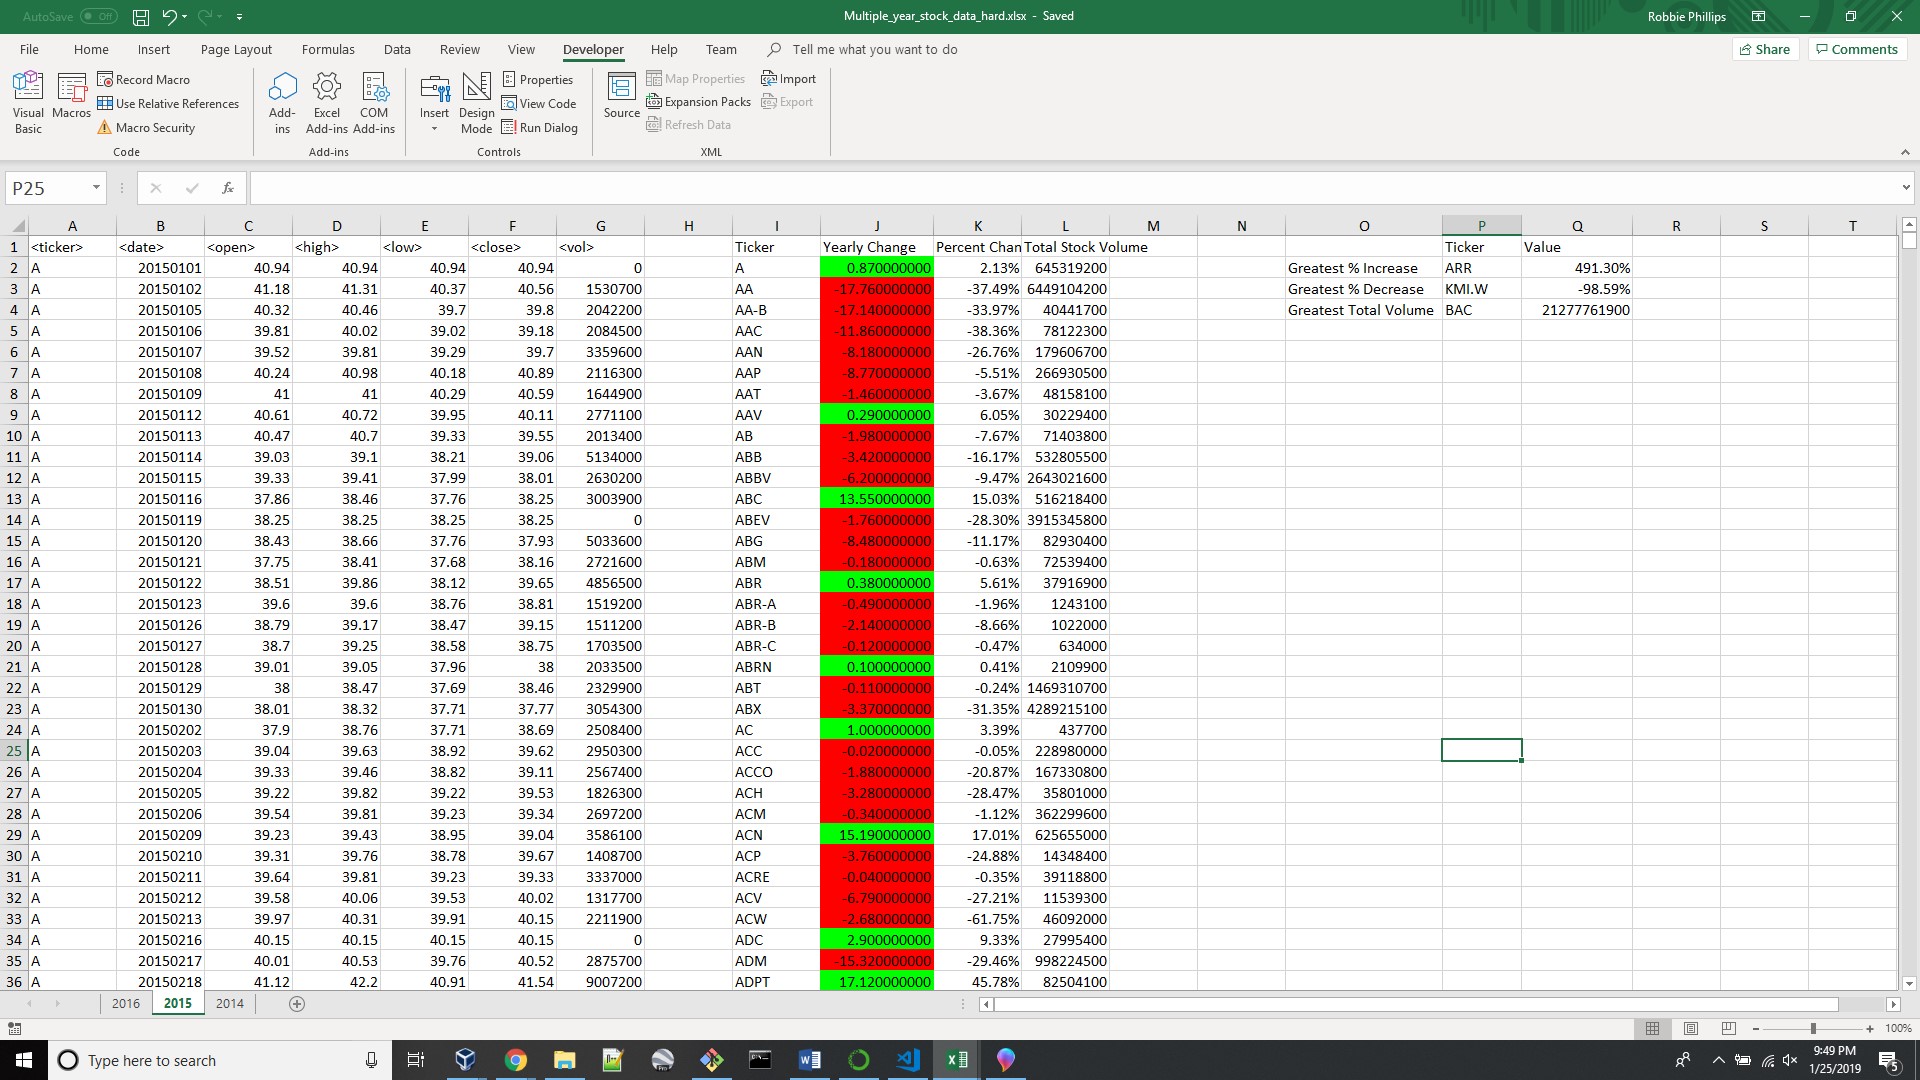 AutoSave Off Multiple_year_stock_data_hard.xlsx - Saved Robbie Phillips
File Home Insert Page Layout Formulas Data Review View Developer Help Team Tell me what you want to do Share Comments
Visual Basic Macros Record Macro Use Relative References Macro Security Code
Add-ins Excel Add-ins COM Add-ins Add-ins
Insert Design Mode Properties View Code Run Dialog Controls
Source Map Properties Expansion Packs Refresh Data Import Export XML
P25 fx
A B C D E F G H I J K L M N O P Q R S T
1 <ticker> <date> <open> <high> <low> <close> <vol> Ticker Yearly Change Percent Chan Total Stock Volume Ticker Value
2 A 20150101 40.94 40.94 40.94 40.94 0 A 0.870000000 2.13% 645319200 Greatest % Increase ARR 491.30%
3 A 20150102 41.18 41.31 40.37 40.56 1530700 AA -17.760000000 -37.49% 6449104200 Greatest % Decrease KMI.W -98.59%
4 A 20150105 40.32 40.46 39.7 39.8 2042200 AA-B -17.140000000 -33.97% 40441700 Greatest Total Volume BAC 21277761900
5 A 20150106 39.81 40.02 39.02 39.18 2084500 AAC -11.860000000 -38.36% 78122300
6 A 20150107 39.52 39.81 39.29 39.7 3359600 AAN -8.180000000 -26.76% 179606700
7 A 20150108 40.24 40.98 40.18 40.89 2116300 AAP -8.770000000 -5.51% 266930500
8 A 20150109 41 41 40.29 40.59 1644900 AAT -1.460000000 -3.67% 48158100
9 A 20150112 40.61 40.72 39.95 40.11 2771100 AAV 0.290000000 6.05% 30229400
10 A 20150113 40.47 40.7 39.33 39.55 2013400 AB -1.980000000 -7.67% 71403800
11 A 20150114 39.03 39.1 38.21 39.06 5134000 ABB -3.420000000 -16.17% 532805500
12 A 20150115 39.33 39.41 37.99 38.01 2630200 ABBV -6.200000000 -9.47% 2643021600
13 A 20150116 37.86 38.46 37.76 38.25 3003900 ABC 13.550000000 15.03% 516218400
14 A 20150119 38.25 38.25 38.25 38.25 0 ABEV -1.760000000 -28.30% 3915345800
15 A 20150120 38.43 38.66 37.76 37.93 5033600 ABG -8.480000000 -11.17% 82930400
16 A 20150121 37.75 38.41 37.68 38.16 2721600 ABM -0.180000000 -0.63% 72539400
17 A 20150122 38.51 39.86 38.12 39.65 4856500 ABR 0.380000000 5.61% 37916900
18 A 20150123 39.6 39.6 38.76 38.81 1519200 ABR-A -0.490000000 -1.96% 1243100
19 A 20150126 38.79 39.17 38.47 39.15 1511200 ABR-B -2.140000000 -8.66% 1022000
20 A 20150127 38.7 39.25 38.58 38.75 1703500 ABR-C -0.120000000 -0.47% 634000
21 A 20150128 39.01 39.05 37.96 38 2033500 ABRN 0.100000000 0.41% 2109900
22 A 20150129 38 38.47 37.69 38.46 2329900 ABT -0.110000000 -0.24% 1469310700
23 A 20150130 38.01 38.32 37.71 37.77 3054300 ABX -3.370000000 -31.35% 4289215100
24 A 20150202 37.9 38.76 37.71 38.69 2508400 AC 1.000000000 3.39% 437700
25 A 20150203 39.04 39.63 38.92 39.62 2950300 ACC -0.020000000 -0.05% 228980000
26 A 20150204 39.33 39.46 38.82 39.11 2567400 ACCO -1.880000000 -20.87% 167330800
27 A 20150205 39.22 39.82 39.22 39.53 1826300 ACH -3.280000000 -28.47% 35801000
28 A 20150206 39.54 39.81 39.23 39.34 2697200 ACM -0.340000000 -1.12% 362299600
29 A 20150209 39.23 39.43 38.95 39.04 3586100 ACN 15.190000000 17.01% 625655000
30 A 20150210 39.31 39.76 38.78 39.67 1408700 ACP -3.760000000 -24.88% 14348400
31 A 20150211 39.64 39.81 39.23 39.33 3337000 ACRE -0.040000000 -0.35% 39118800
32 A 20150212 39.58 40.06 39.53 40.02 1317700 ACV -6.790000000 -27.21% 11539300
33 A 20150213 39.97 40.31 39.91 40.15 2211900 ACW -2.680000000 -61.75% 46092000
34 A 20150216 40.15 40.15 40.15 40.15 0 ADC 2.900000000 9.33% 27995400
35 A 20150217 40.01 40.53 39.76 40.52 2875700 ADM -15.320000000 -29.46% 998224500
36 A 20150218 41.12 42.2 40.91 41.54 9007200 ADPT 17.120000000 45.78% 82504100
2016 2015 2014
100%
Type here to search 9:49 PM
1/25/2019 5